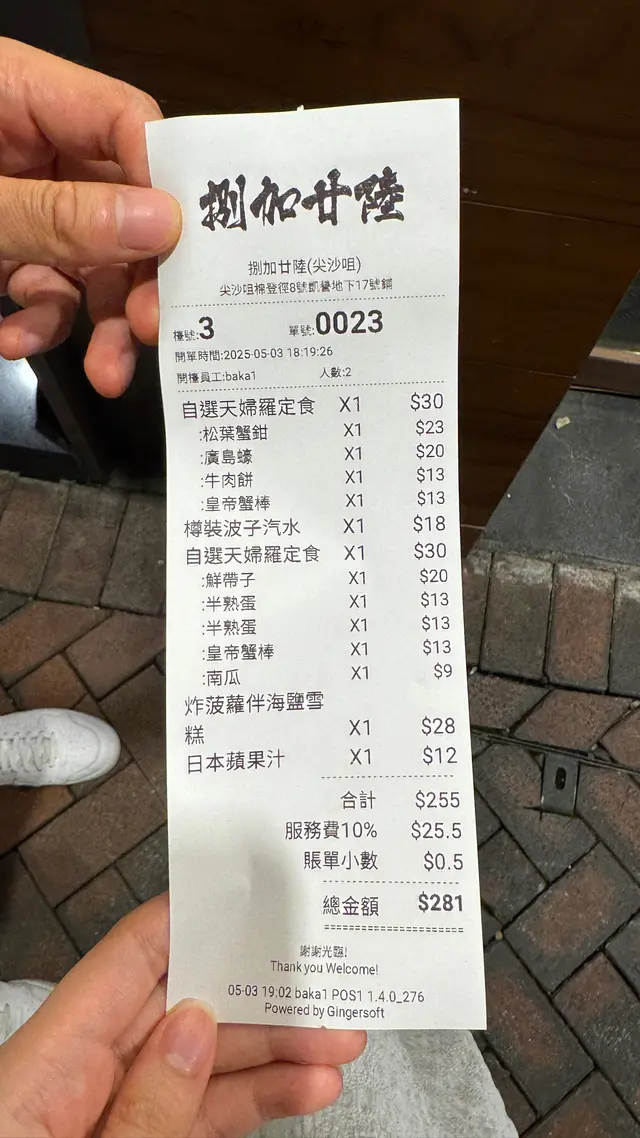 捌加廿陸
捌加廿陸(尖沙咀)
尖沙咀棉登徑8號凱譽地下17號鋪
檯號:3 單號:0023
開單時間:2025-05-03 18:19:26
開檯員工:baka1 人數:2
自選天婦羅定食 X1 $30
:松葉蟹鉗 X1 $23
:廣島蠔 X1 $20
:牛肉餅 X1 $13
:皇帝蟹棒 X1 $13
樽裝波子汽水 X1 $18
自選天婦羅定食 X1 $30
:鮮帶子 X1 $20
:半熟蛋 X1 $13
:半熟蛋 X1 $13
:皇帝蟹棒 X1 $13
:南瓜 X1 $9
炸菠蘿伴海鹽雪
糕 X1 $28
日本蘋果汁 X1 $12
合計 $255
服務費10% $25.5
賬單小數 $0.5
總金額 $281
謝謝光臨!
Thank you Welcome!
05-03 19:02 baka1 POS1 1.4.0_276
Powered by Gingersoft